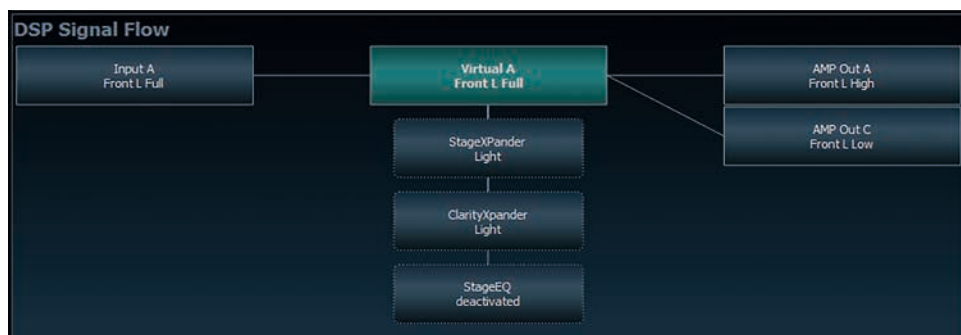 DSP Signal Flow
Input A
Front L Full
Virtual A
Front L Full
AMP Out A
Front L High
AMP Out C
Front L Low
StageXPander
Light
ClarityXpander
Light
StageEQ
deactivated